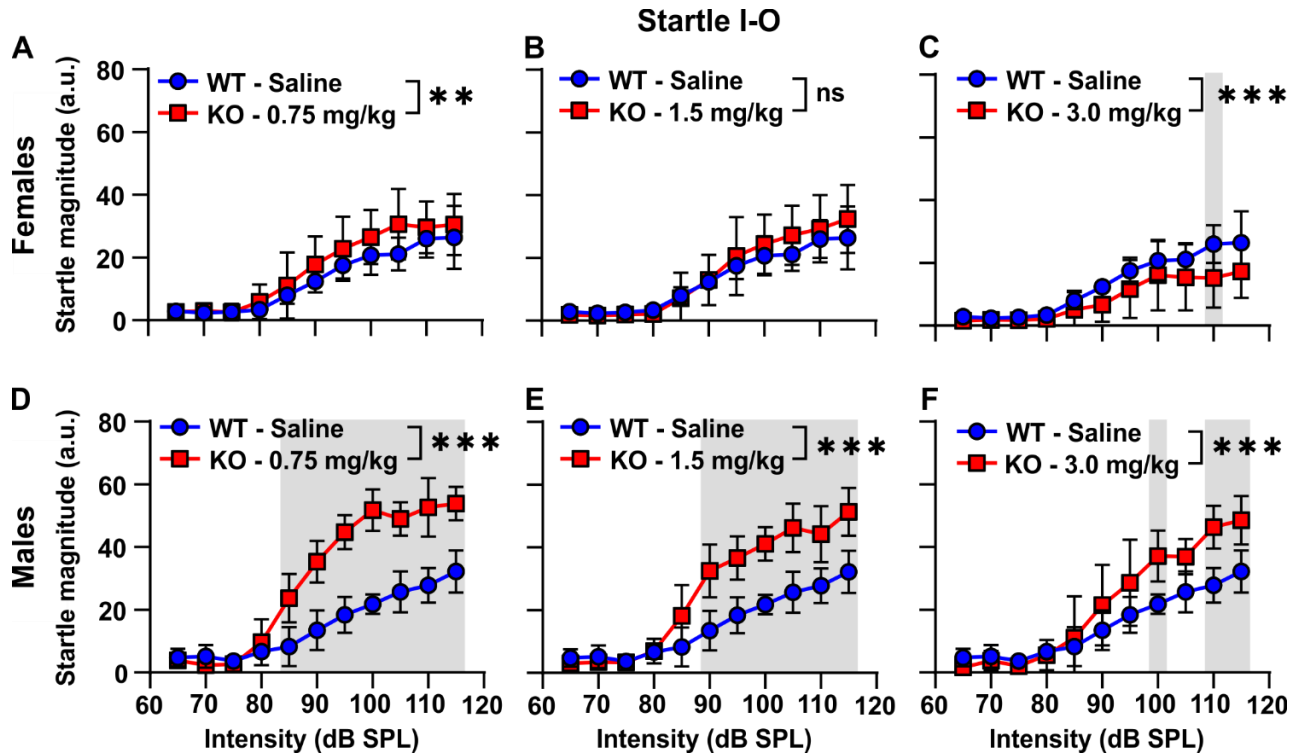 Startle I-O
A
80
60
40
20
0
Startle magnitude (a.u.)
Females
WT - Saline
KO - 0.75 mg/kg
**
B
WT - Saline
KO - 1.5 mg/kg
ns
C
WT - Saline
KO - 3.0 mg/kg
***
D
80
60
40
20
0
Startle magnitude (a.u.)
Males
WT - Saline
KO - 0.75 mg/kg
***
60 70 80 90 100 110 120
Intensity (dB SPL)
E
WT - Saline
KO - 1.5 mg/kg
***
60 70 80 90 100 110 120
Intensity (dB SPL)
F
WT - Saline
KO - 3.0 mg/kg
***
60 70 80 90 100 110 120
Intensity (dB SPL)